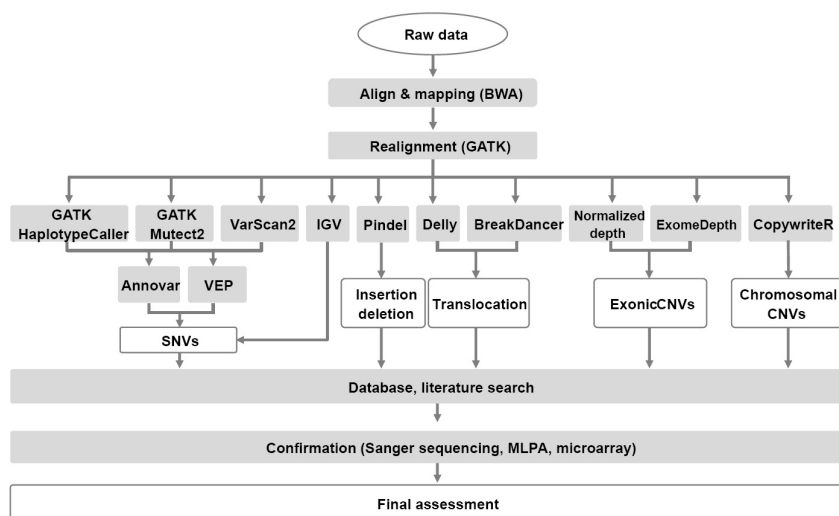 Raw data
Align & mapping (BWA)
Realignment (GATK)
GATK
HaplotypeCaller
GATK
Mutect2
VarScan2
IGV
Pindel
Delly
BreakDancer
Normalized
depth
ExomeDepth
CopywriteR
Annovar
VEP
Insertion
deletion
Translocation
ExonicCNVs
Chromosomal
CNVs
SNVs
Database, literature search
Confirmation (Sanger sequencing, MLPA, microarray)
Final assessment